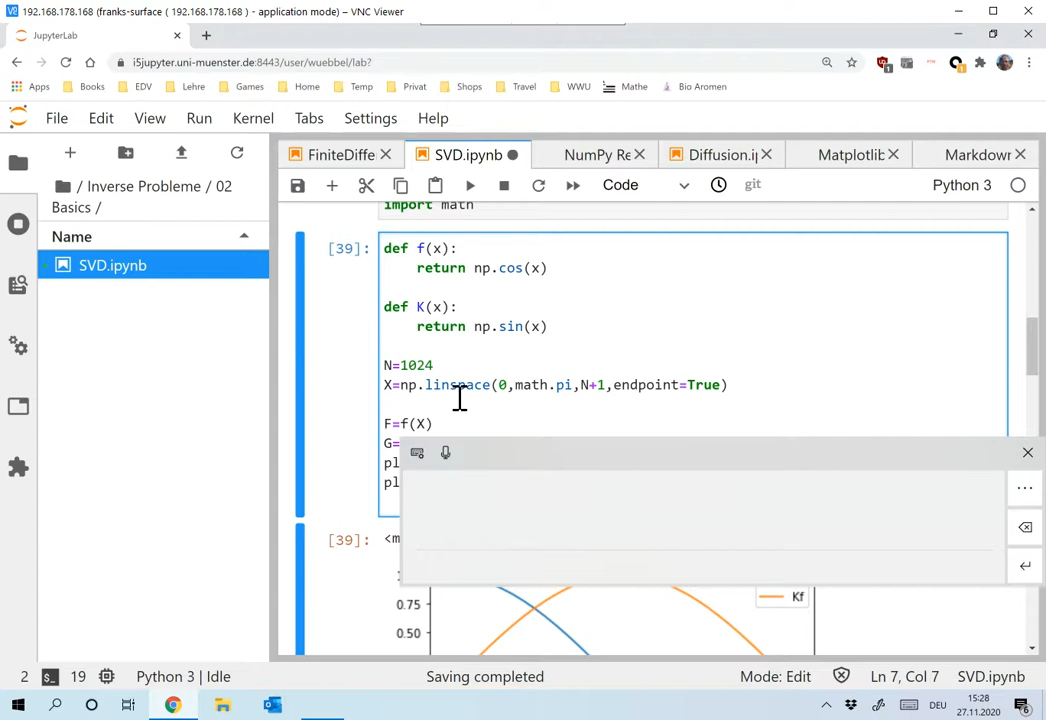 192.168.178.168 (franks-surface ( 192.168.178.168 ) - application mode) – VNC Viewer
JupyterLab
i5jupyter.uni-muenster.de:8443/user/wuebbel/lab?
Apps Books EDV Lehre Games Home Temp Privat Shops Travel WWU Mathe Bio Aromen
File Edit View Run Kernel Tabs Settings Help
FiniteDiffe SVD.ipynb NumPy Re Diffusion.ip Matplotlib Markdown
Code git Python 3
/ Inverse Probleme / 02
Basics /
Name
SVD.ipynb
import math
[39]: def f(x):
return np.cos(x)
def K(x):
return np.sin(x)
N=1024
X=np.linspace(0,math.pi,N+1,endpoint=True)
F=f(X)
G=
pl
pl
[39]: <m
Kf
0.75
0.50
2 19 Python 3 | Idle Saving completed Mode: Edit Ln 7, Col 7 SVD.ipynb
DEU 15:28
27.11.2020 6